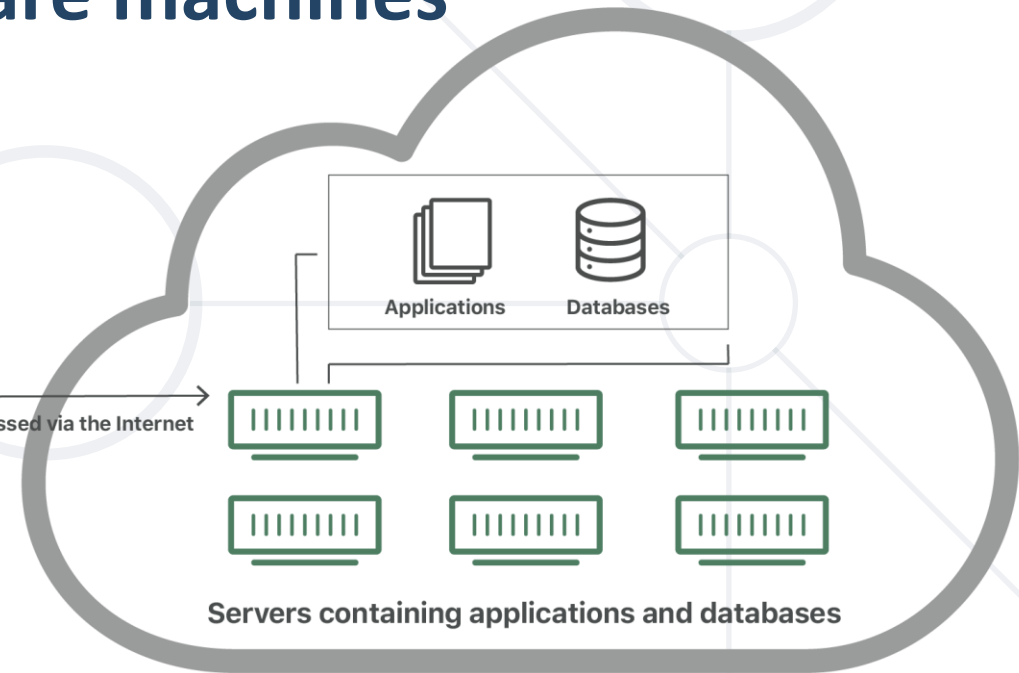 are machines
Applications
Databases
ssed via the Internet
Servers containing applications and databases